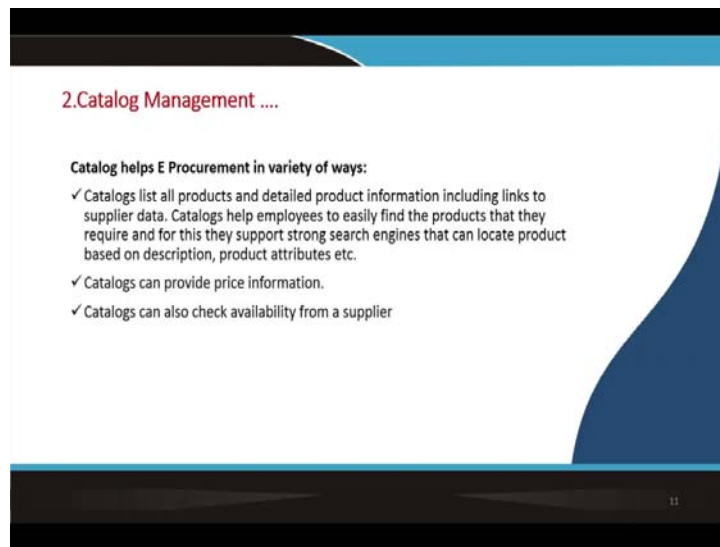 2.Catalog Management ....
Catalog helps E Procurement in variety of ways:
✓ Catalogs list all products and detailed product information including links to
supplier data. Catalogs help employees to easily find the products that they
require and for this they support strong search engines that can locate product
based on description, product attributes etc.
✓ Catalogs can provide price information.
✓ Catalogs can also check availability from a supplier
11